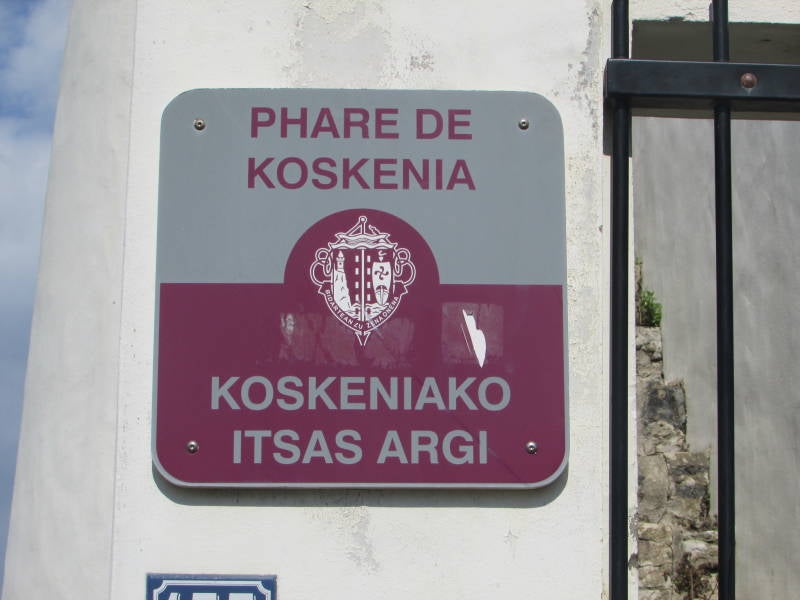 PHARE DE
KOSKENIA
KOSKENIAKO
ITSAS ARGI